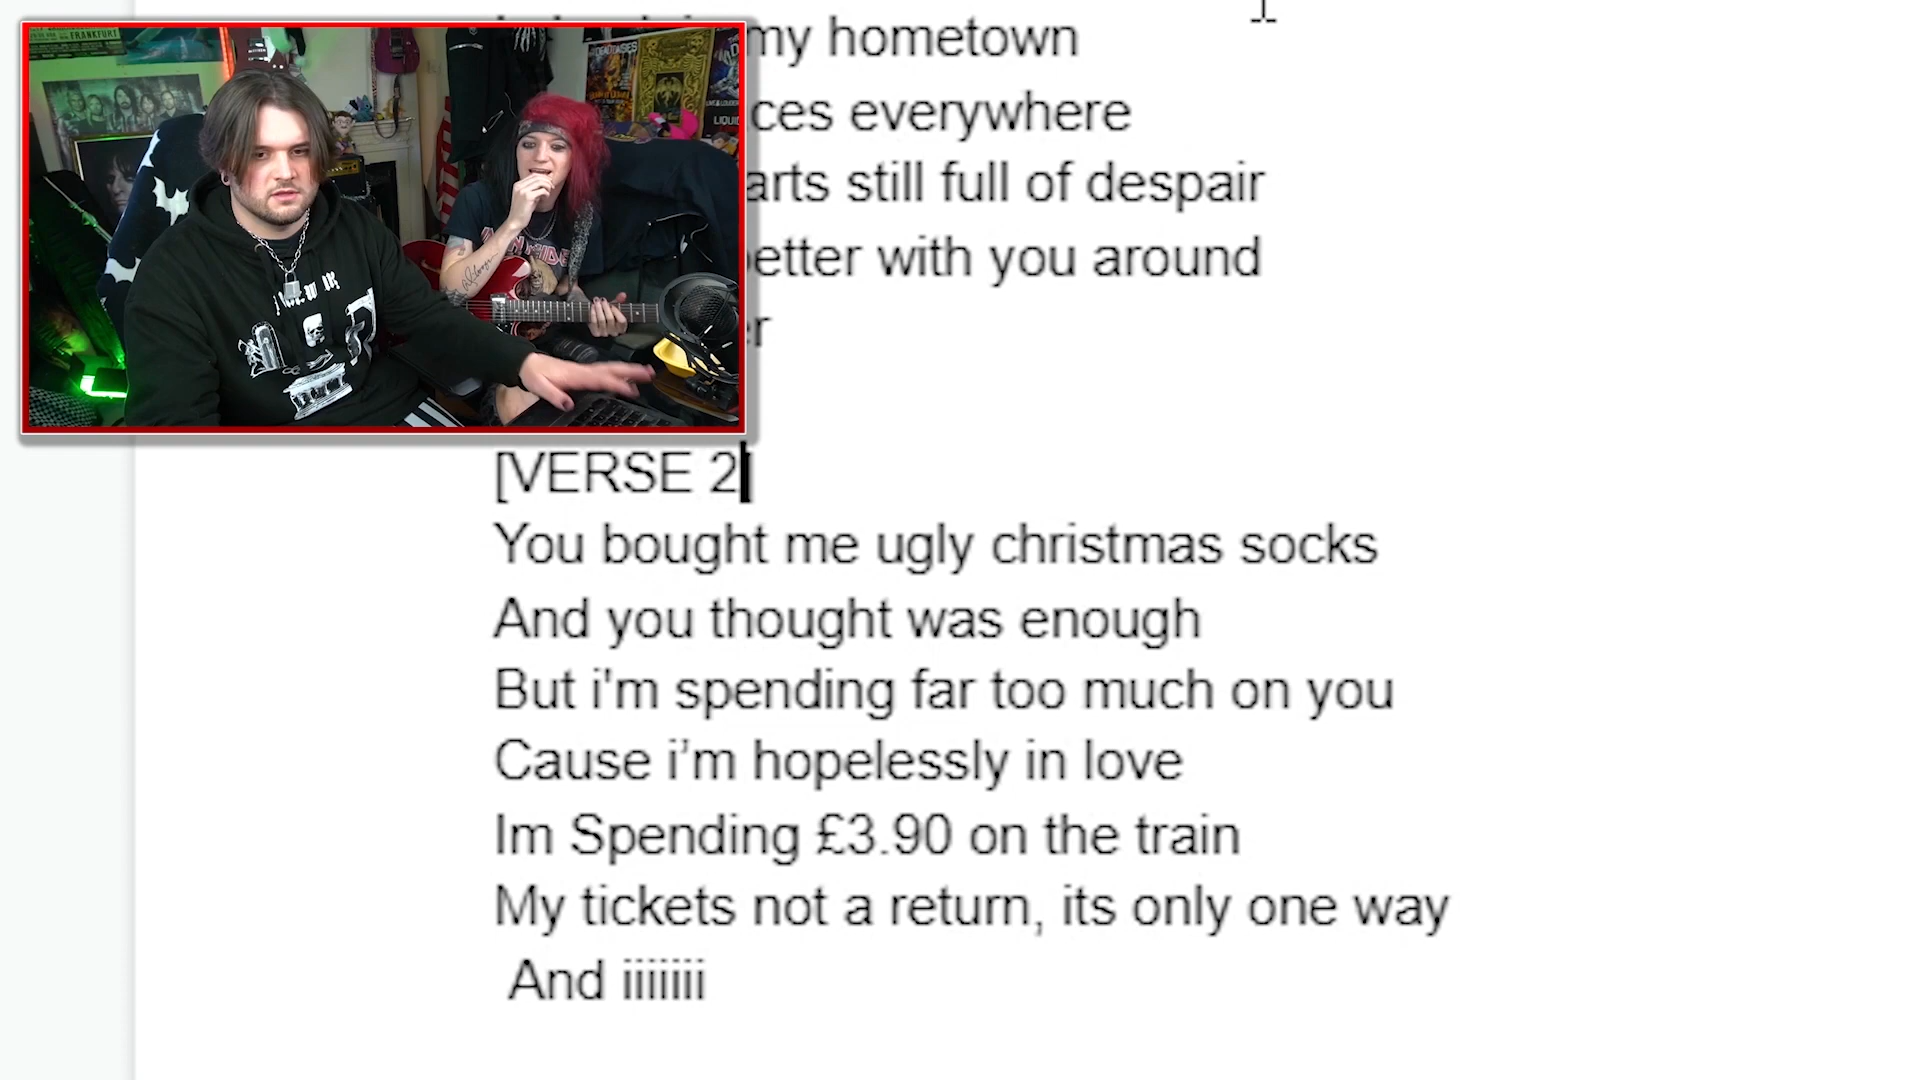 my hometown
ces everywhere
arts still full of despair
etter with you around
er
[VERSE 2]
You bought me ugly christmas socks
And you thought was enough
But i'm spending far too much on you
Cause i’m hopelessly in love
Im Spending £3.90 on the train
My tickets not a return, its only one way
And iiiiiii
FRANKFURT